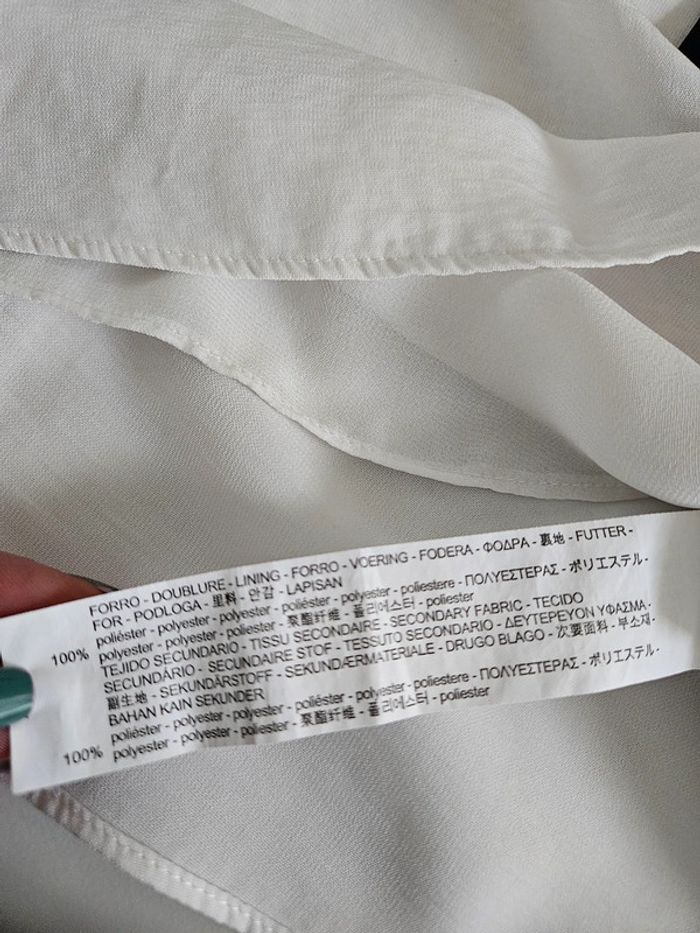 FORRO - DOUBLURE - LINING - FORRO - VOERING - FODERA - ΦΟΔΡΑ - 裏地 - FUTTER -
FOR - PODLOGA - 里料 - 안감 - LAPISAN
poliéster - polyester - polyester - poliéster - polyester - poliestere - ΠΟΛΥΕΣΤΕΡΑΣ - ポリエステル -
100% polyester - polyester - poliester - 聚酯纤维 - 폴리에스터 - poliester
TEJIDO SECUNDARIO - TISSU SECONDAIRE - SECONDARY FABRIC - TECIDO
SECUNDÁRIO - SECUNDAIRE STOF - TESSUTO SECONDARIO - ΔΕΥΤΕΡΕΥΟΝ ΥΦΑΣΜΑ -
副生地 - SEKUNDÄRSTOFF - SEKUNDÆRMATERIALE - DRUGO BLAGO - 次要面料 - 부소재 -
BAHAN KAIN SEKUNDER
poliéster - polyester - polyester - poliéster - polyester - poliestere - ΠΟΛΥΕΣΤΕΡΑΣ - ポリエステル -
100% polyester - polyester - poliester - 聚酯纤维 - 폴리에스터 - poliester